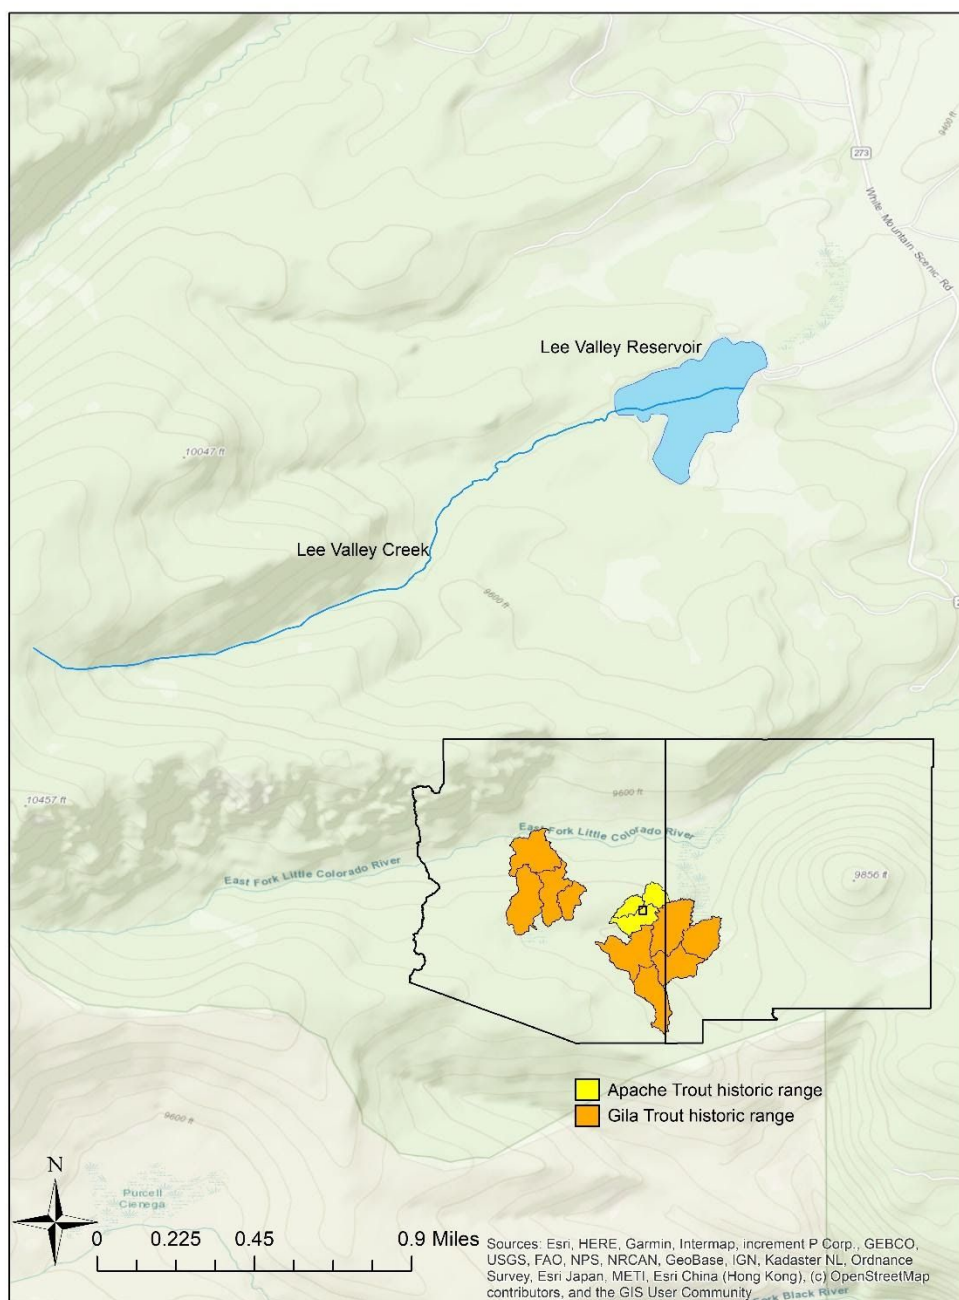 9400 ft
273
White Mountain Scenic Rd
Lee Valley Reservoir
10047 ft
Lee Valley Creek
9600 ft
10457 ft
9600 ft
East Fork Little Colorado River
East Fork Little Colorado River
9856 ft
Apache Trout historic range
Gila Trout historic range
9600 ft
N
Purcell
Cienega
0 0.225 0.45 0.9 Miles
Sources: Esri, HERE, Garmin, Intermap, increment P Corp., GEBCO,
USGS, FAO, NPS, NRCAN, GeoBase, IGN, Kadaster NL, Ordnance
Survey, Esri Japan, METI, Esri China (Hong Kong), (c) OpenStreetMap
contributors, and the GIS User Community
Fork Black River